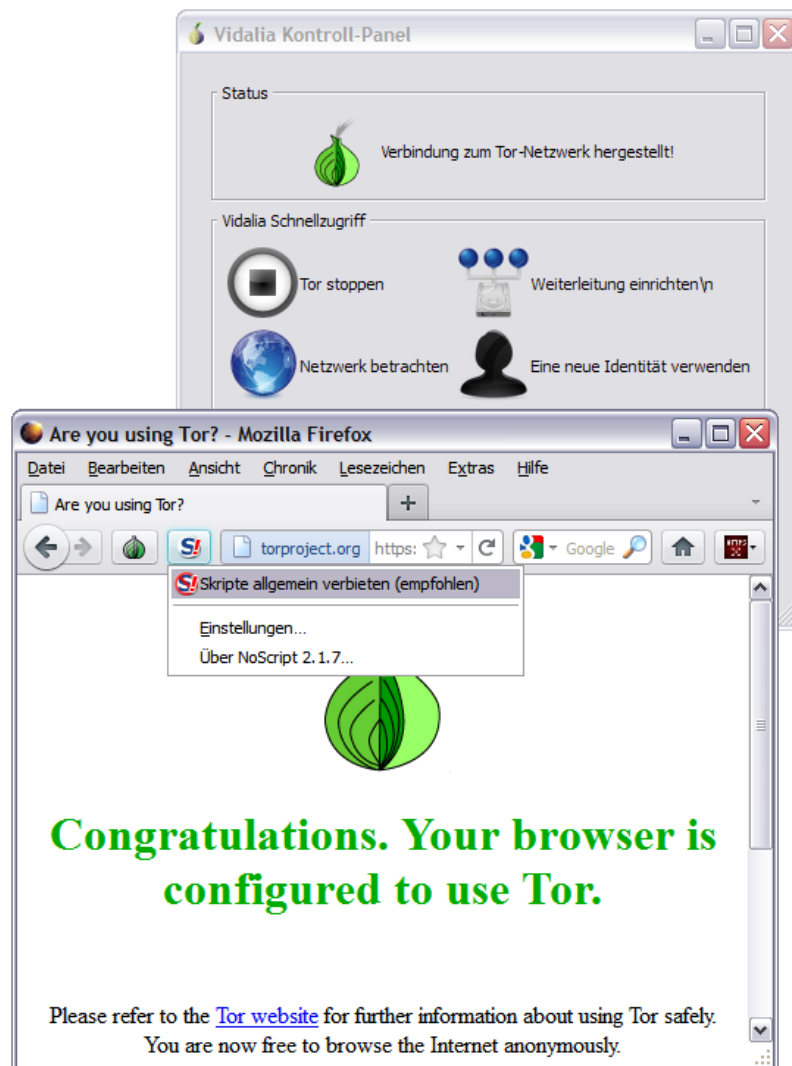 Vidalia Kontroll-Panel
Status
Verbindung zum Tor-Netzwerk hergestellt!
Vidalia Schnellzugriff
Tor stoppen
Weiterleitung einrichten\n
Netzwerk betrachten
Eine neue Identität verwenden
Are you using Tor? - Mozilla Firefox
Datei Bearbeiten Ansicht Chronik Lesezeichen Extras Hilfe
Are you using Tor?
torproject.org https: Google HTTPS
Skripte allgemein verbieten (empfohlen)
Einstellungen...
Über NoScript 2.1.7...
Congratulations. Your browser is
configured to use Tor.
Please refer to the Tor website for further information about using Tor safely.
You are now free to browse the Internet anonymously.